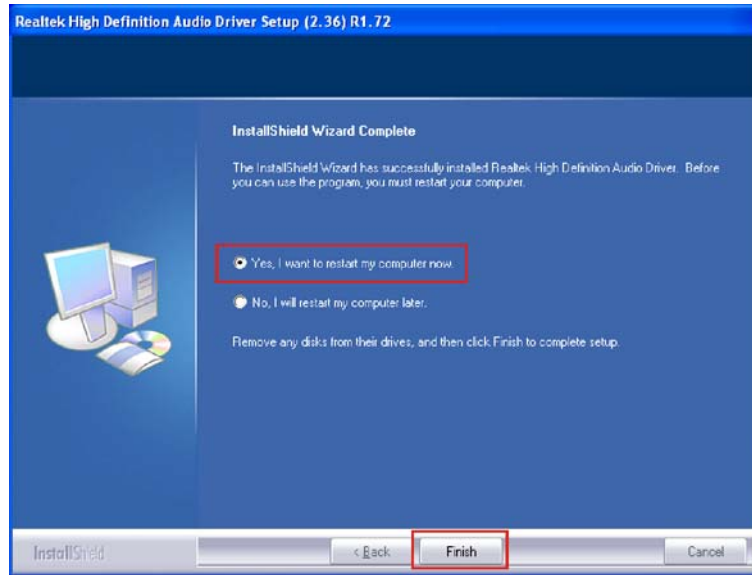 Realtek High Definition Audio Driver Setup (2.36) R1.72
InstallShield Wizard Complete
The InstallShield Wizard has successfully installed Realtek High Definition Audio Driver. Before
you can use the program, you must restart your computer.
Yes, I want to restart my computer now.
No, I will restart my computer later.
Remove any disks from their drives, and then click Finish to complete setup.
InstallShield
< Back Finish Cancel